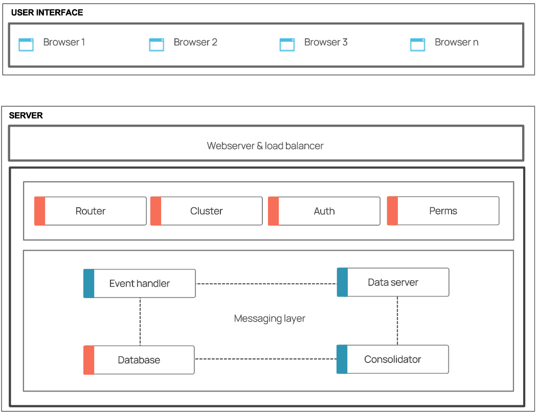 USER INTERFACE
Browser 1
Browser 2
Browser 3
Browser n
SERVER
Webserver & load balancer
Router
Cluster
Auth
Perms
Event handler
Data server
Messaging layer
Database
Consolidator